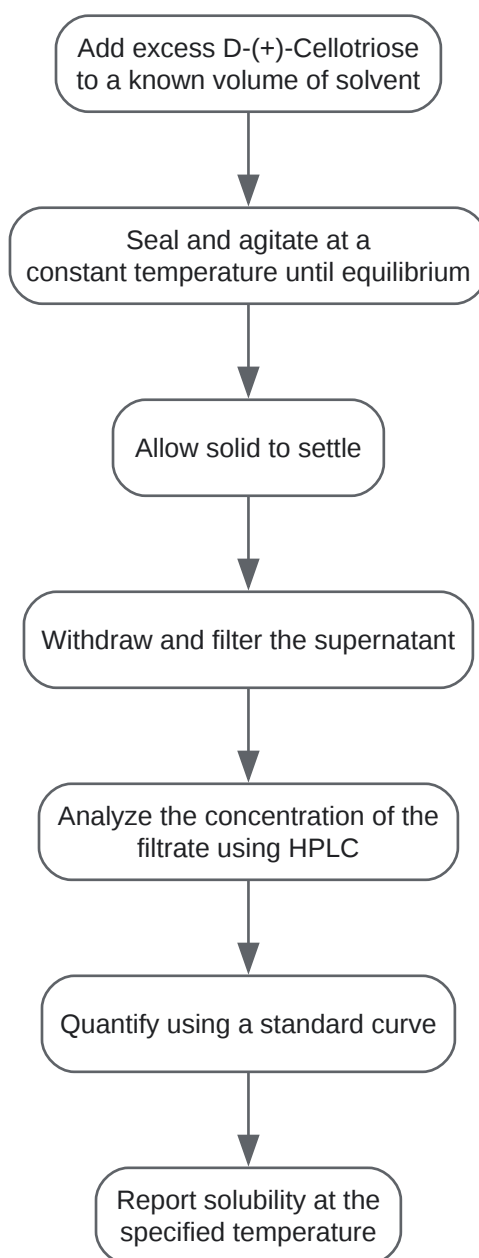 Add excess D-(+)-Cellotriose
to a known volume of solvent
Seal and agitate at a
constant temperature until equilibrium
Allow solid to settle
Withdraw and filter the supernatant
Analyze the concentration of the
filtrate using HPLC
Quantify using a standard curve
Report solubility at the
specified temperature